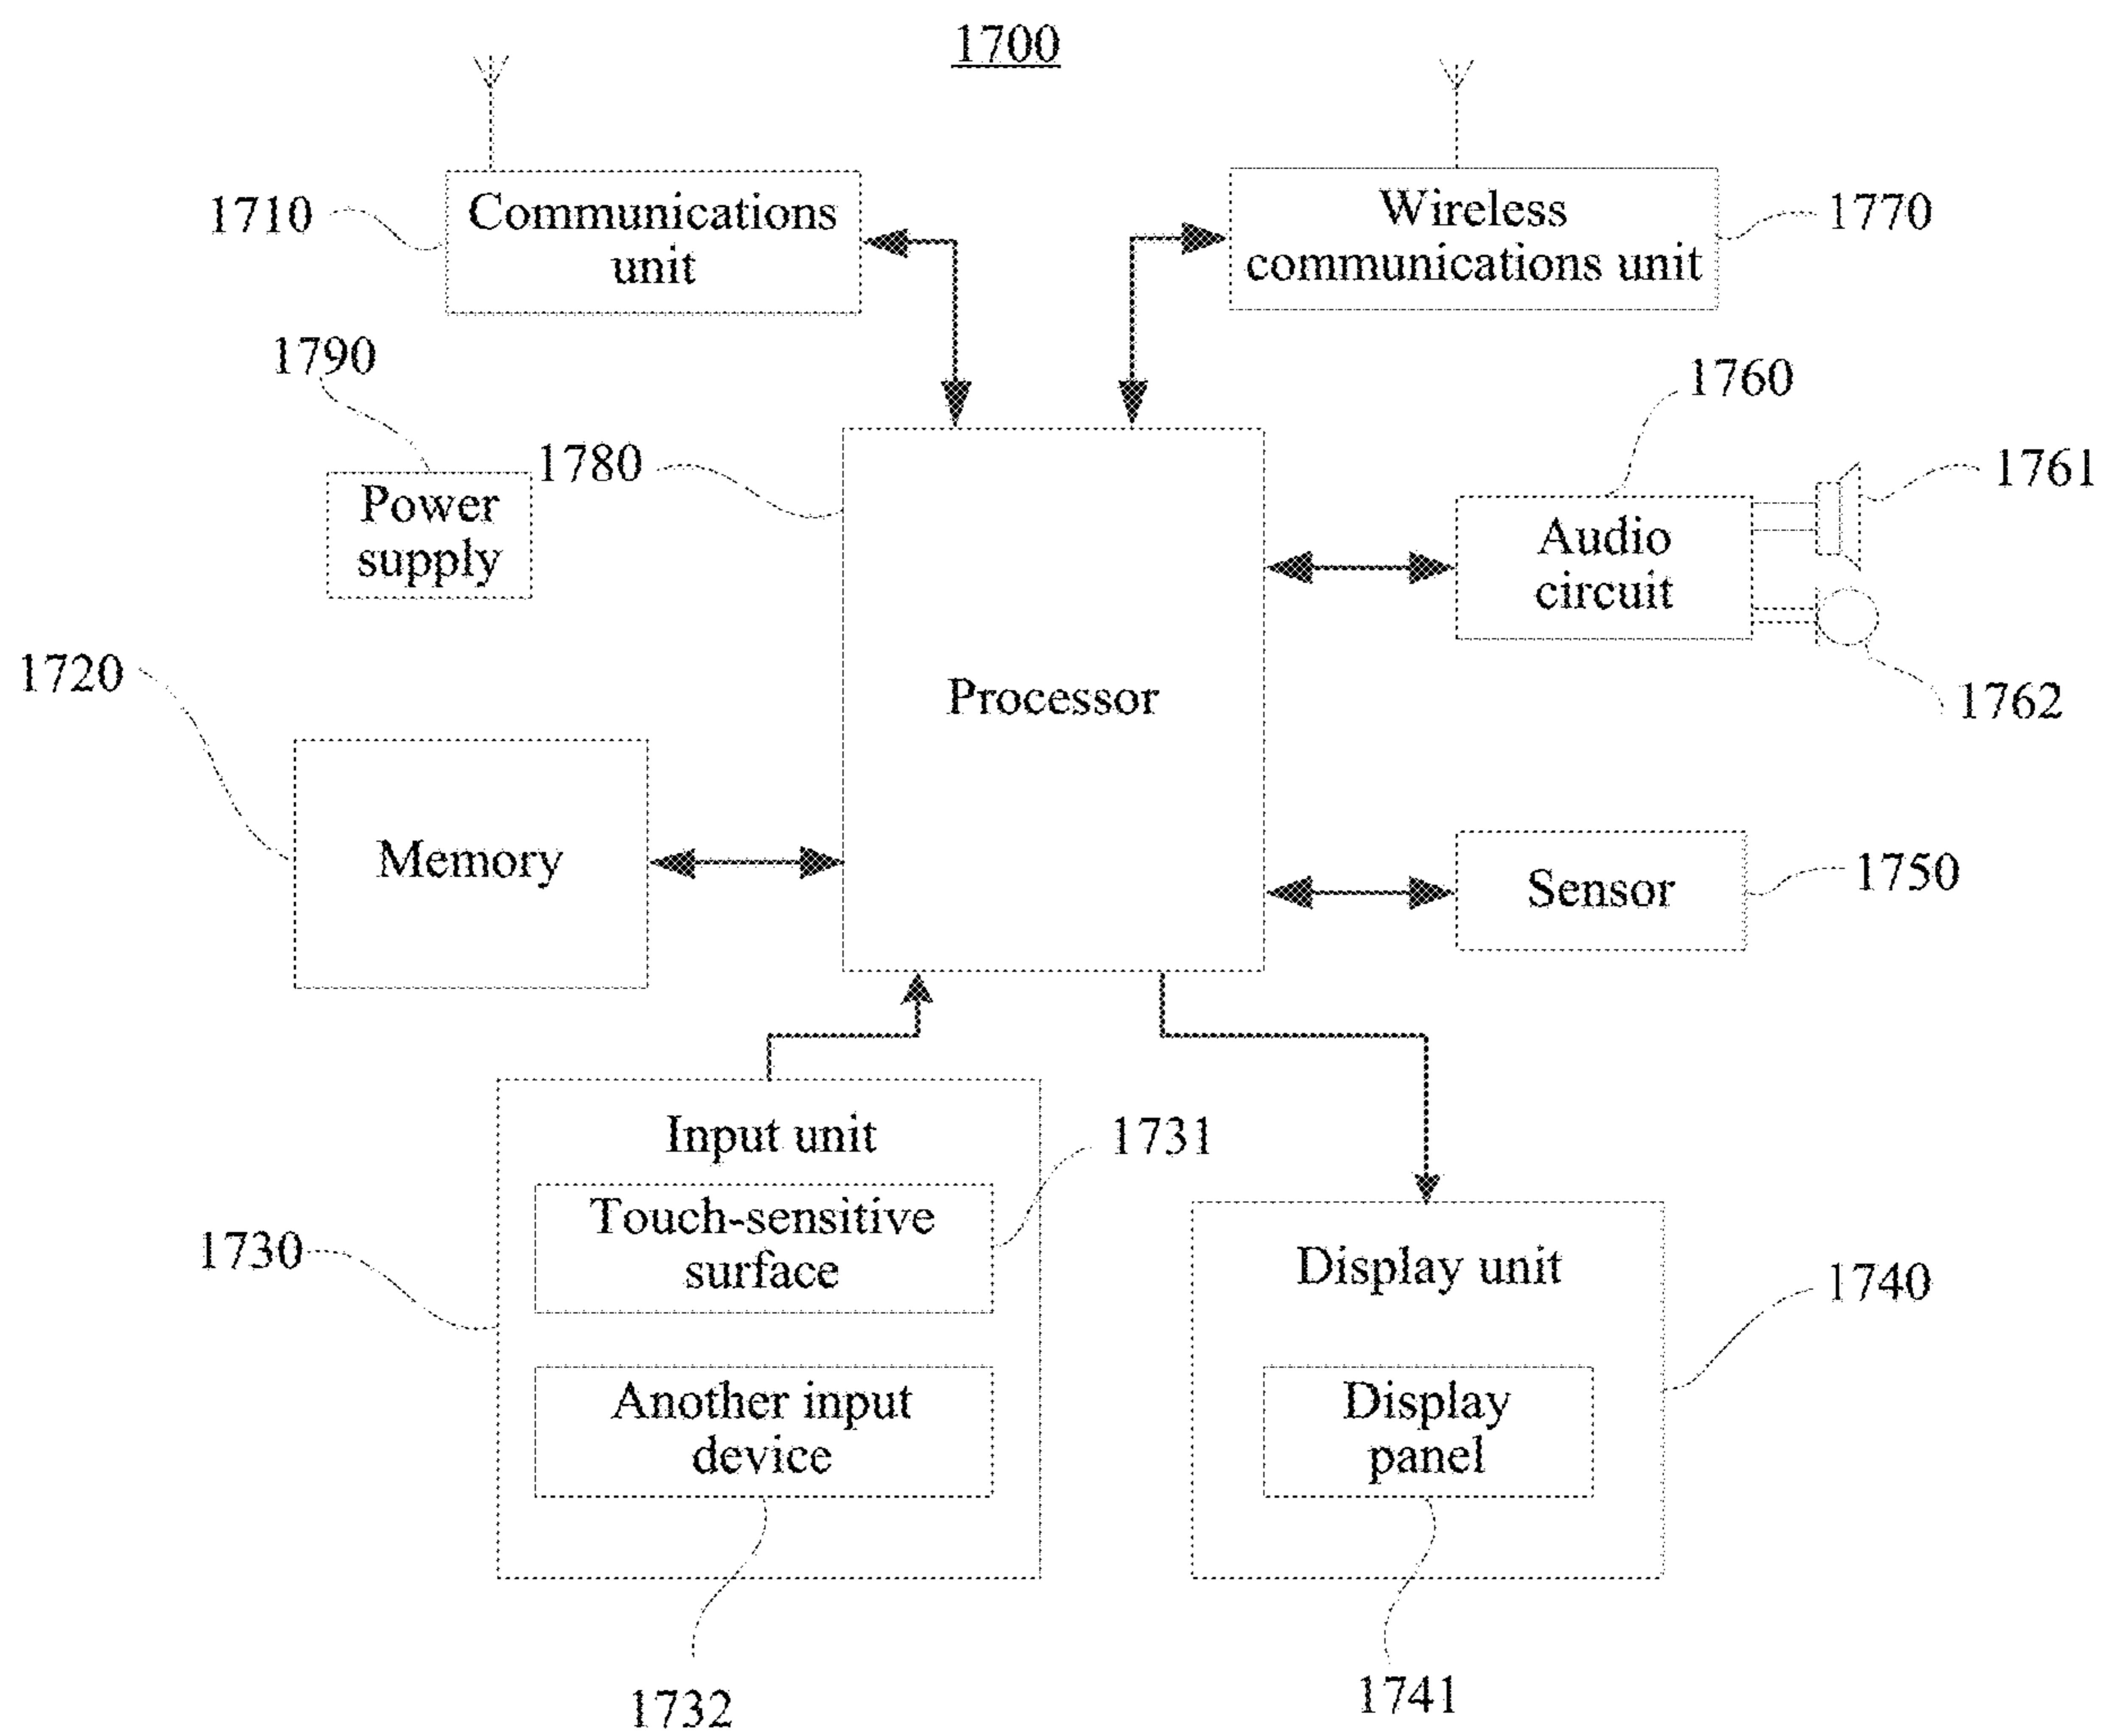 1700
1710
Communications
unit
Wireless
communications unit
1770
1790
Power
supply
1780
Processor
1760
Audio
circuit
1761
1762
1720
Memory
Sensor
1750
Input unit
1731
Touch-sensitive
surface
1730
Another input
device
1732
Display unit
1740
Display
panel
1741